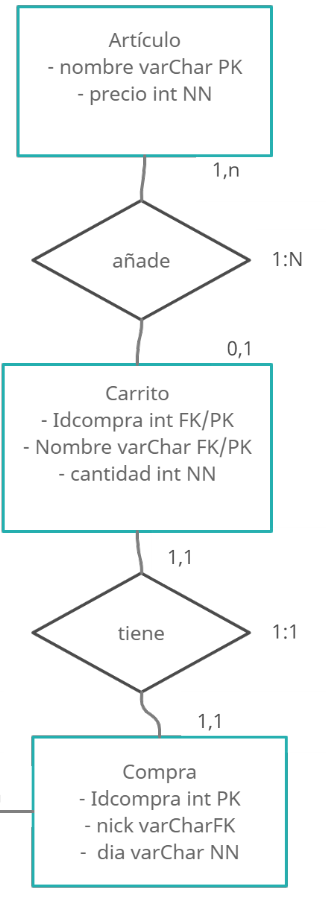 Artículo
- nombre varChar PK
- precio int NN
1,n
añade
1:N
0,1
Carrito
- Idcompra int FK/PK
- Nombre varChar FK/PK
- cantidad int NN
1,1
tiene
1:1
1,1
Compra
- Idcompra int PK
- nick varCharFK
- dia varChar NN